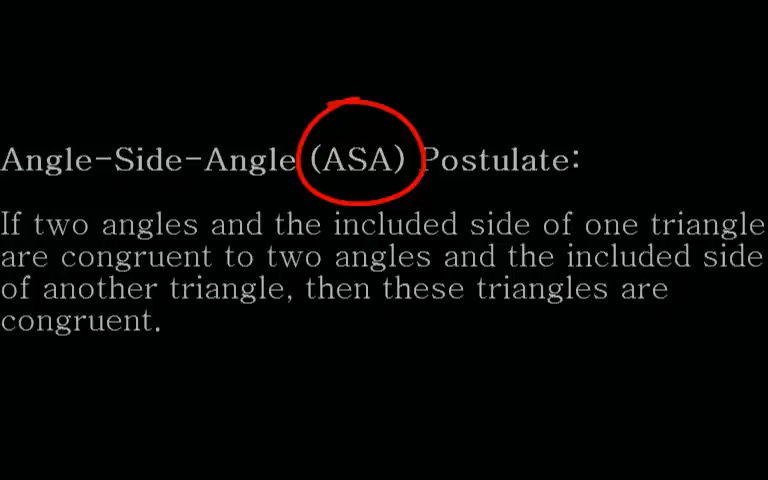 Angle-Side-Angle (ASA) Postulate:
If two angles and the included side of one triangle
are congruent to two angles and the included side
of another triangle, then these triangles are
congruent.